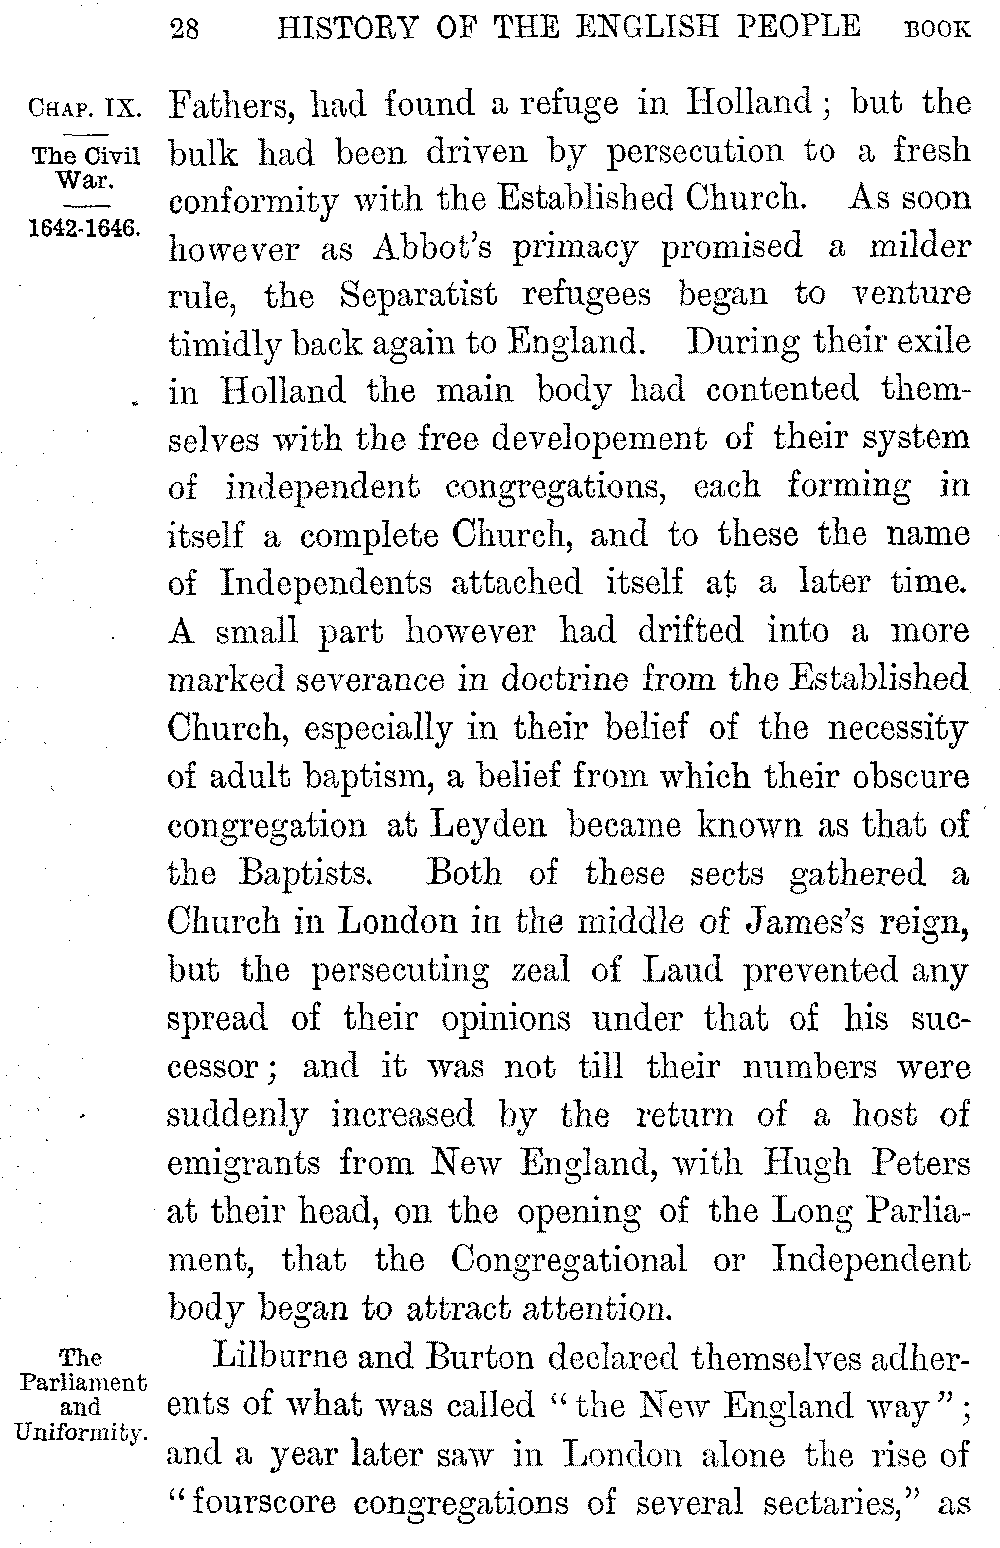 28 HISTORY OF THE ENGLISH PEOPLE BOOK
CHAP. IX.
The Civil
War.
1642-1646.
Fathers, had found a refuge in Holland; but the
bulk had been driven by persecution to a fresh
conformity with the Established Church. As soon
however as Abbot's primacy promised a milder
rule, the Separatist refugees began to venture
timidly back again to England. During their exile
in Holland the main body had contented them-
selves with the free developement of their system
of independent congregations, each forming in
itself a complete Church, and to these the name
of Independents attached itself at a later time.
A small part however had drifted into a more
marked severance in doctrine from the Established
Church, especially in their belief of the necessity
of adult baptism, a belief from which their obscure
congregation at Leyden became known as that of
the Baptists. Both of these sects gathered a
Church in London in the middle of James's reign,
but the persecuting zeal of Laud prevented any
spread of their opinions under that of his suc-
cessor; and it was not till their numbers were
suddenly increased by the return of a host of
emigrants from New England, with Hugh Peters
at their head, on the opening of the Long Parlia-
ment, that the Congregational or Independent
body began to attract attention.
The
Parliament
and
Uniformity.
Lilburne and Burton declared themselves adher-
ents of what was called "the New England way";
and a year later saw in London alone the rise of
"fourscore congregations of several sectaries," as